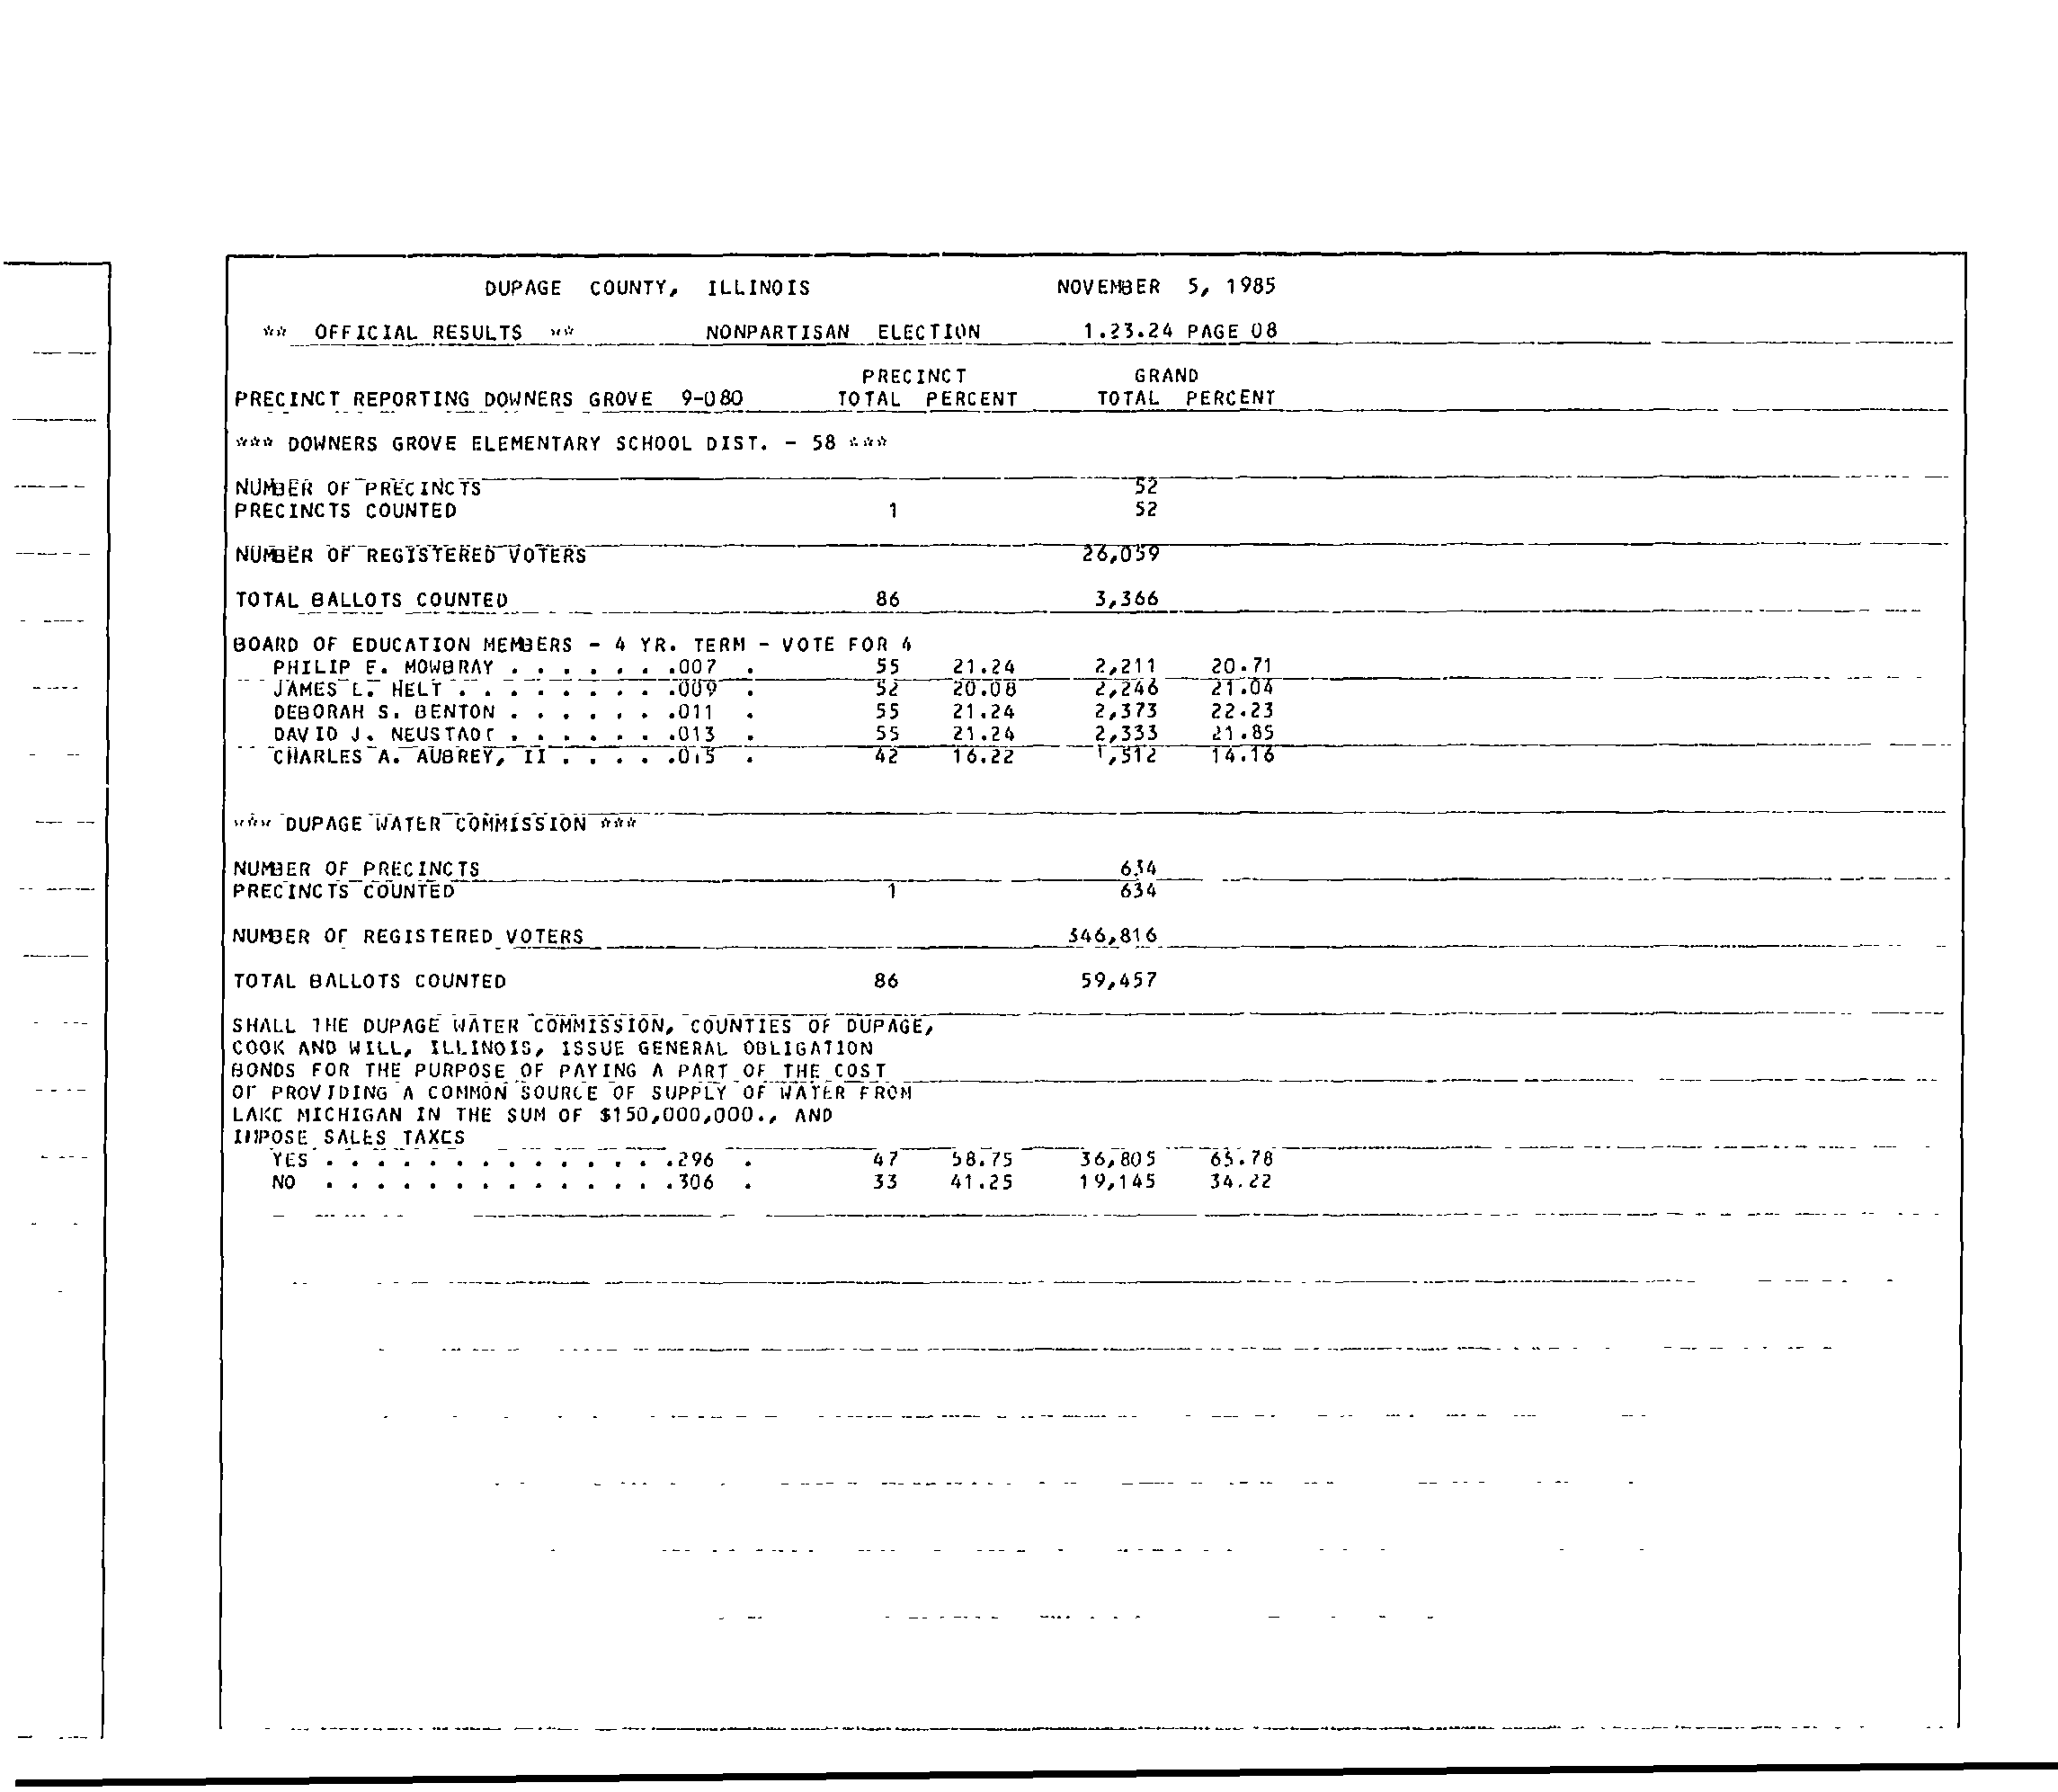 DUPAGE COUNTY, ILLINOIS NOVEMBER 5, 1985
** OFFICIAL RESULTS ** NONPARTISAN ELECTION 1.23.24 PAGE 08
PRECINCT GRAND
PRECINCT REPORTING DOWNERS GROVE 9-080 TOTAL PERCENT TOTAL PERCENT
*** DOWNERS GROVE ELEMENTARY SCHOOL DIST. - 58 ***
NUMBER OF PRECINCTS 52
PRECINCTS COUNTED 1 52
NUMBER OF REGISTERED VOTERS 26,059
TOTAL BALLOTS COUNTED 86 3,366
BOARD OF EDUCATION MEMBERS - 4 YR. TERM - VOTE FOR 4
PHILIP E. MOWBRAY . . . . . . .007 . 55 21.24 2,211 20.71
JAMES L. HELT . . . . . . . . .009 . 52 20.08 2,246 21.04
DEBORAH S. BENTON . . . . . . .011 . 55 21.24 2,373 22.23
DAVID J. NEUSTADT . . . . . . .013 . 55 21.24 2,333 21.85
CHARLES A. AUBREY, II . . . . .015 . 42 16.22 1,512 14.16
*** DUPAGE WATER COMMISSION ***
NUMBER OF PRECINCTS 634
PRECINCTS COUNTED 1 634
NUMBER OF REGISTERED VOTERS 346,816
TOTAL BALLOTS COUNTED 86 59,457
SHALL THE DUPAGE WATER COMMISSION, COUNTIES OF DUPAGE,
COOK AND WILL, ILLINOIS, ISSUE GENERAL OBLIGATION
BONDS FOR THE PURPOSE OF PAYING A PART OF THE COST
OF PROVIDING A COMMON SOURCE OF SUPPLY OF WATER FROM
LAKE MICHIGAN IN THE SUM OF $150,000,000., AND
IMPOSE SALES TAXES
YES . . . . . . . . . . . . . .296 . 47 58.75 36,805 65.78
NO . . . . . . . . . . . . . .306 . 33 41.25 19,145 34.22